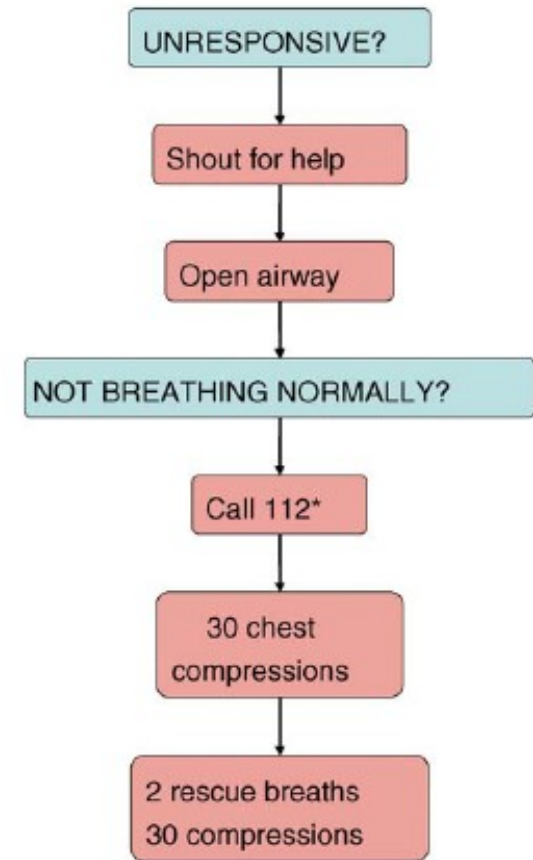 UNRESPONSIVE?
Shout for help
Open airway
NOT BREATHING NORMALLY?
Call 112*
30 chest
compressions
2 rescue breaths
30 compressions